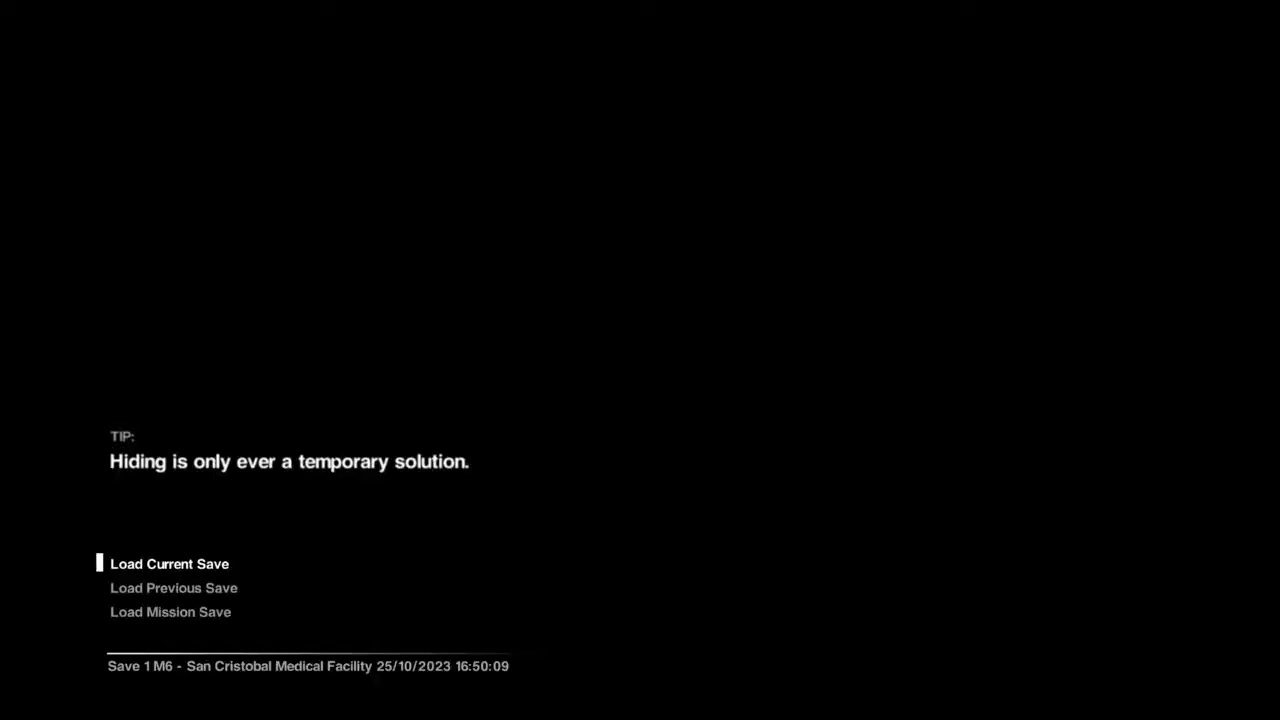 TIP:
Hiding is only ever a temporary solution.
Load Current Save
Load Previous Save
Load Mission Save
Save 1 M6 - San Cristobal Medical Facility 25/10/2023 16:50:09